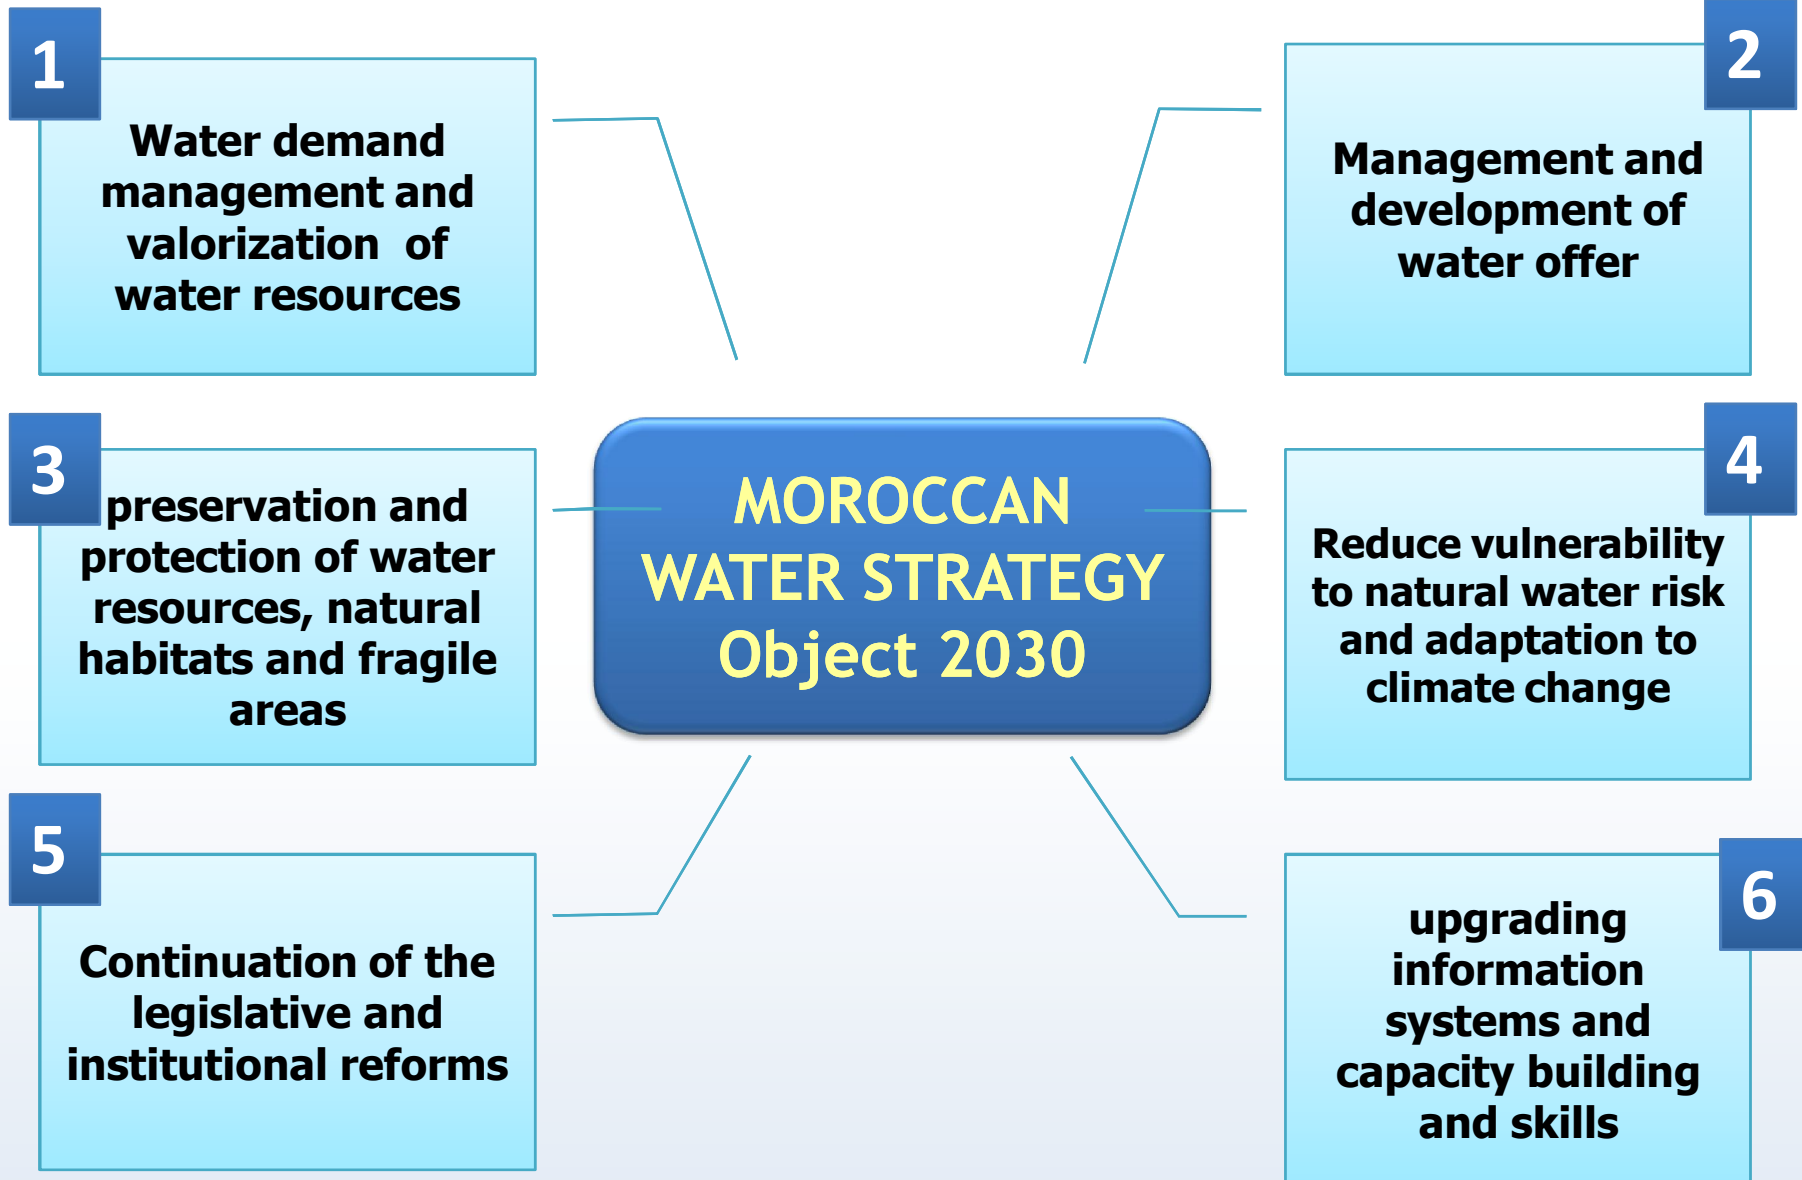 1
Water demand
management and
valorization  of
water resources
2
Management and
development of
water offer
3
preservation and
protection of water
resources, natural
habitats and fragile
areas
MOROCCAN
WATER STRATEGY
Object 2030
4
Reduce vulnerability
to natural water risk
and adaptation to
climate change
5
Continuation of the
legislative and
institutional reforms
6
upgrading
information
systems and
capacity building
and skills